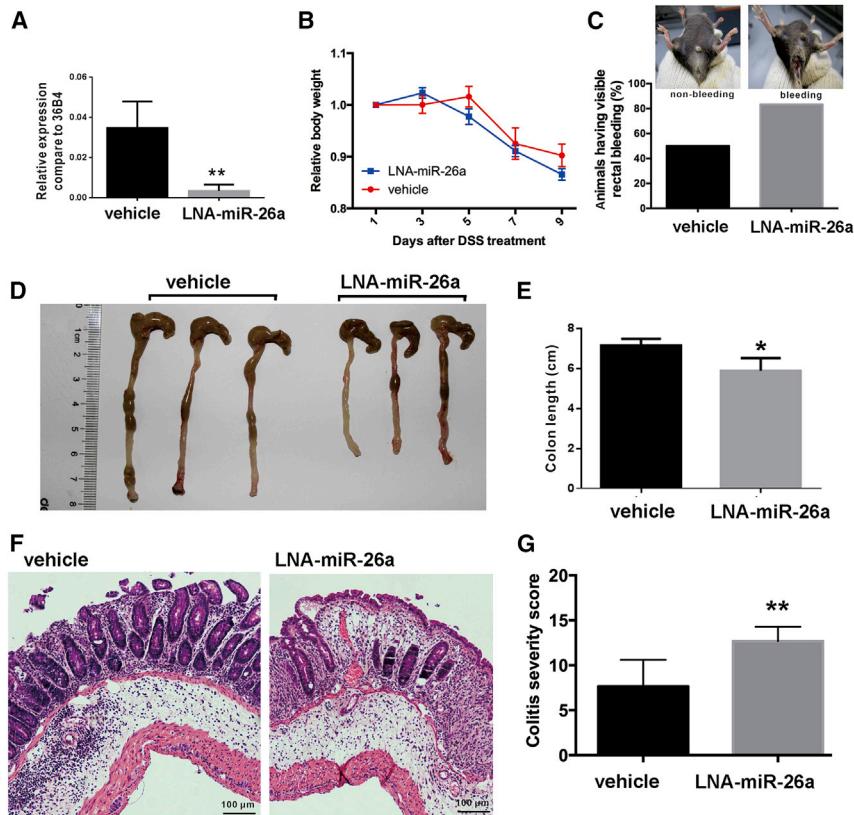 A
Relative expression
compare to 36B4
0.06
0.04
0.02
0.00
**
vehicle
LNA-miR-26a
B
Relative body weight
1.1
1.0
0.9
0.8
LNA-miR-26a
vehicle
1
3
5
7
9
Days after DSS treatment
C
non-bleeding
bleeding
Animals having visible
rectal bleeding (%)
100
80
60
40
20
0
vehicle
LNA-miR-26a
D
vehicle
LNA-miR-26a
0
1cm
2
3
4
5
6
7
8
E
Colon length (cm)
8
6
4
2
0
*
vehicle
LNA-miR-26a
F
vehicle
LNA-miR-26a
100 µm
100 µm
G
Colitis severity score
20
15
10
5
0
**
vehicle
LNA-miR-26a